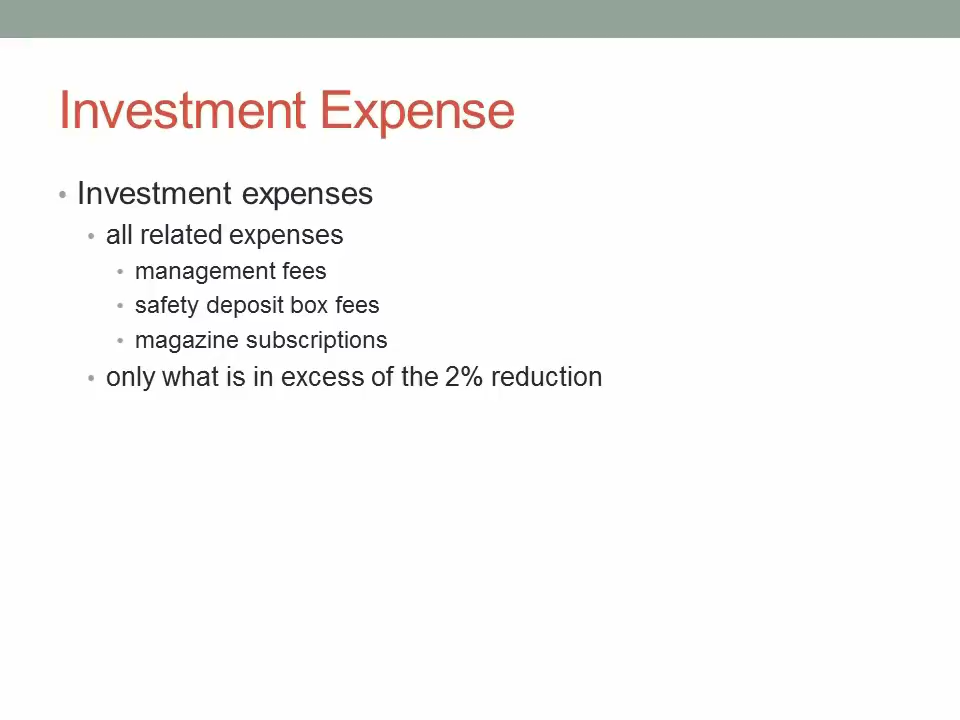 Investment Expense
• Investment expenses
• all related expenses
• management fees
• safety deposit box fees
• magazine subscriptions
• only what is in excess of the 2% reduction